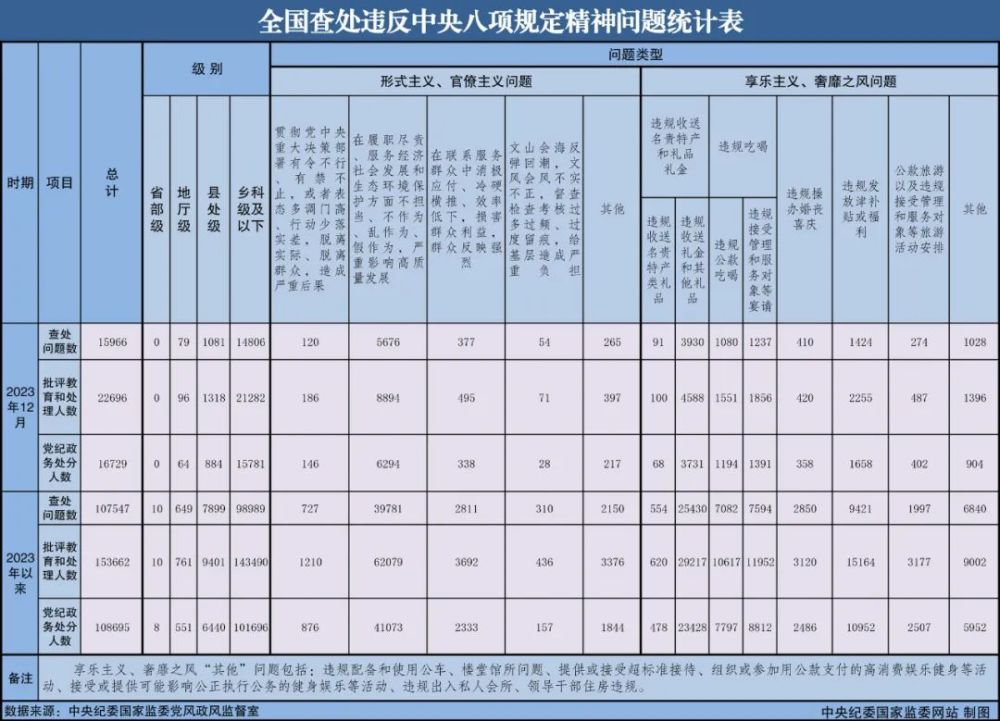 全国查处违反中央八项规定精神问题统计表
时期
项目
总
计
级 别
问题类型
形式主义、官僚主义问题
享乐主义、奢靡之风问题
省部级
地厅级
县处级
乡科级及以下
贯彻党中央
重大决策部
署有令不行
、有禁不
止，或者表
态多调门高
、行动少落
实差，脱离
实际、脱离
群众，造成
严重后果
在履职尽责
、服务经济
社会发展和
生态环境保
护方面不担
当、不作为
、乱作为、
假作为，严
重影响高质
量发展
在联系服务
群众中消极
应付、冷硬
横推、效率
低下，损害
群众利益，
群众反映强
烈
文山会海反
弹回潮，文
风会风不实
不正，督查
检查考核过
多过频、过
度留痕，给
基层造成严
重负担
其他
违规收送
名贵特产
和礼品
礼金
违规吃喝
违规
收送
名贵
特产
类礼
品
违规
收送
礼金
和其
他礼
品
违规
公款
吃喝
违规
接受
管理
和服
务对
象等
宴请
违规操
办婚丧
喜庆
违规发
放津补
贴或福
利
公款旅游
以及违规
接受管理
和服务对
象等旅游
活动安排
其他
2023
年12
月
查处
问题数
15966 0 79 1081 14806 120 5676 377 54 265 91 3930 1080 1237 410 1424 274 1028
批评教
育和处
理人数
22696 0 96 1318 21282 186 8894 495 71 397 100 4588 1551 1856 420 2255 487 1396
党纪政
务处分
人数
16729 0 64 884 15781 146 6294 338 28 217 68 3731 1194 1391 358 1658 402 904
2023
年以
来
查处
问题数
107547 10 649 7899 98989 727 39781 2811 310 2150 554 25430 7082 7594 2850 9421 1997 6840
批评教
育和处
理人数
153662 10 761 9401 143490 1210 62079 3692 436 3376 620 29217 10617 11952 3120 15164 3177 9002
党纪政
务处分
人数
108695 8 551 6440 101696 876 41073 2333 157 1844 478 23428 7797 8812 2486 10952 2507 5952
备注
享乐主义、奢靡之风“其他”问题包括：违规配备和使用公车、楼堂馆所问题、提供或接受超标准接待、组织或参加用公款支付的高消费娱乐健身等活
动、接受或提供可能影响公正执行公务的健身娱乐等活动、违规出入私人会所、领导干部住房违规。
数据来源：中央纪委国家监委党风政风监督室
中央纪委国家监委网站 制图